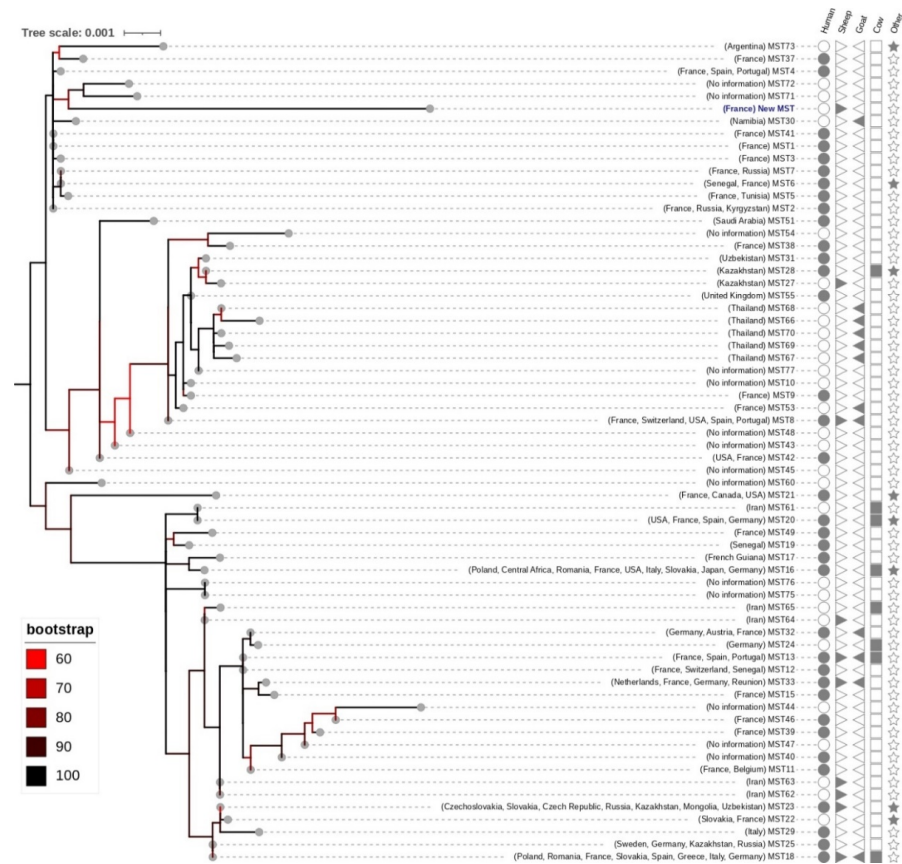 Human Sheep Goat Cow Other
Tree scale: 0.001
(Argentina) MST73
(France) MST37
(France, Spain, Portugal) MST4
(No information) MST72
(No information) MST71
(France) New MST
(Namibia) MST30
(France) MST41
(France) MST1
(France) MST3
(France, Russia) MST7
(Senegal, France) MST6
(France, Tunisia) MST5
(France, Russia, Kyrgyzstan) MST2
(Saudi Arabia) MST51
(No information) MST54
(France) MST38
(Uzbekistan) MST31
(Kazakhstan) MST28
(Kazakhstan) MST27
(United Kingdom) MST55
(Thailand) MST68
(Thailand) MST66
(Thailand) MST70
(Thailand) MST69
(Thailand) MST67
(No information) MST77
(No information) MST10
(France) MST9
(France) MST53
(France, Switzerland, USA, Spain, Portugal) MST8
(No information) MST48
(No information) MST43
(USA, France) MST42
(No information) MST45
(No information) MST60
(France, Canada, USA) MST21
(Iran) MST61
(USA, France, Spain, Germany) MST20
(France) MST49
(Senegal) MST19
(French Guiana) MST17
(Poland, Central Africa, Romania, France, USA, Italy, Slovakia, Japan, Germany) MST16
(No information) MST76
(No information) MST75
(Iran) MST65
(Iran) MST64
(Germany, Austria, France) MST32
(Germany) MST24
(France, Spain, Portugal) MST13
(France, Switzerland, Senegal) MST12
(Netherlands, France, Germany, Reunion) MST33
(France) MST15
(No information) MST44
(France) MST46
(France) MST39
(No information) MST47
(No information) MST40
(France, Belgium) MST11
(Iran) MST63
(Iran) MST62
(Czechoslovakia, Slovakia, Czech Republic, Russia, Kazakhstan, Mongolia, Uzbekistan) MST23
(Slovakia, France) MST22
(Italy) MST29
(Sweden, Germany, Kazakhstan, Russia) MST25
(Poland, Romania, France, Slovakia, Spain, Greece, Italy, Germany) MST18
bootstrap
60
70
80
90
100